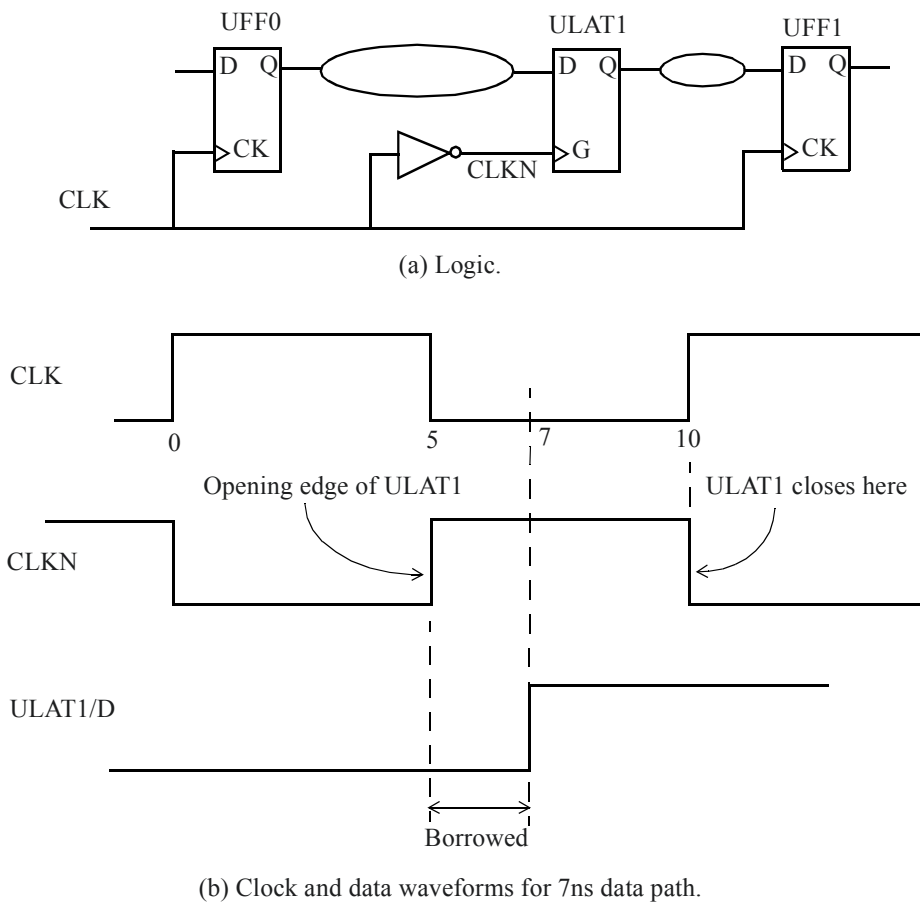 UFF0 ULAT1 UFF1
D Q D Q D Q
CK G CK
CLKN
CLK
(a) Logic.
CLK
0 5 7 10
Opening edge of ULAT1 ULAT1 closes here
CLKN
ULAT1/D
Borrowed
(b) Clock and data waveforms for 7ns data path.